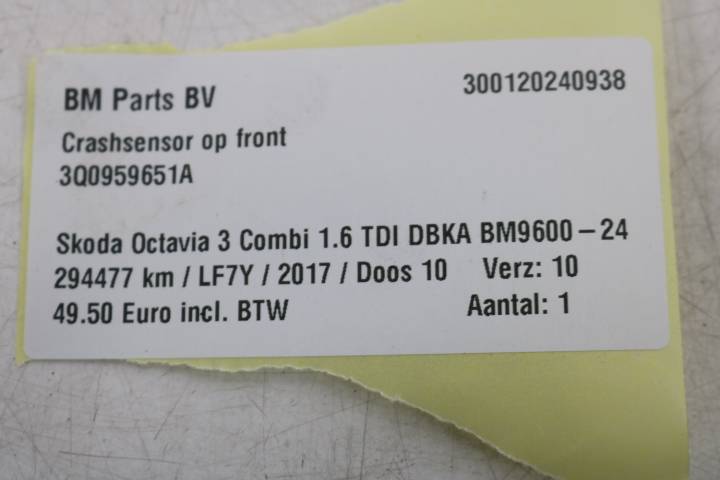 BM Parts BV 300120240938
Crashsensor op front
3Q0959651A
Skoda Octavia 3 Combi 1.6 TDI DBKA BM9600-24
294477 km / LF7Y / 2017 / Doos 10 Verz: 10
49.50 Euro incl. BTW Aantal: 1